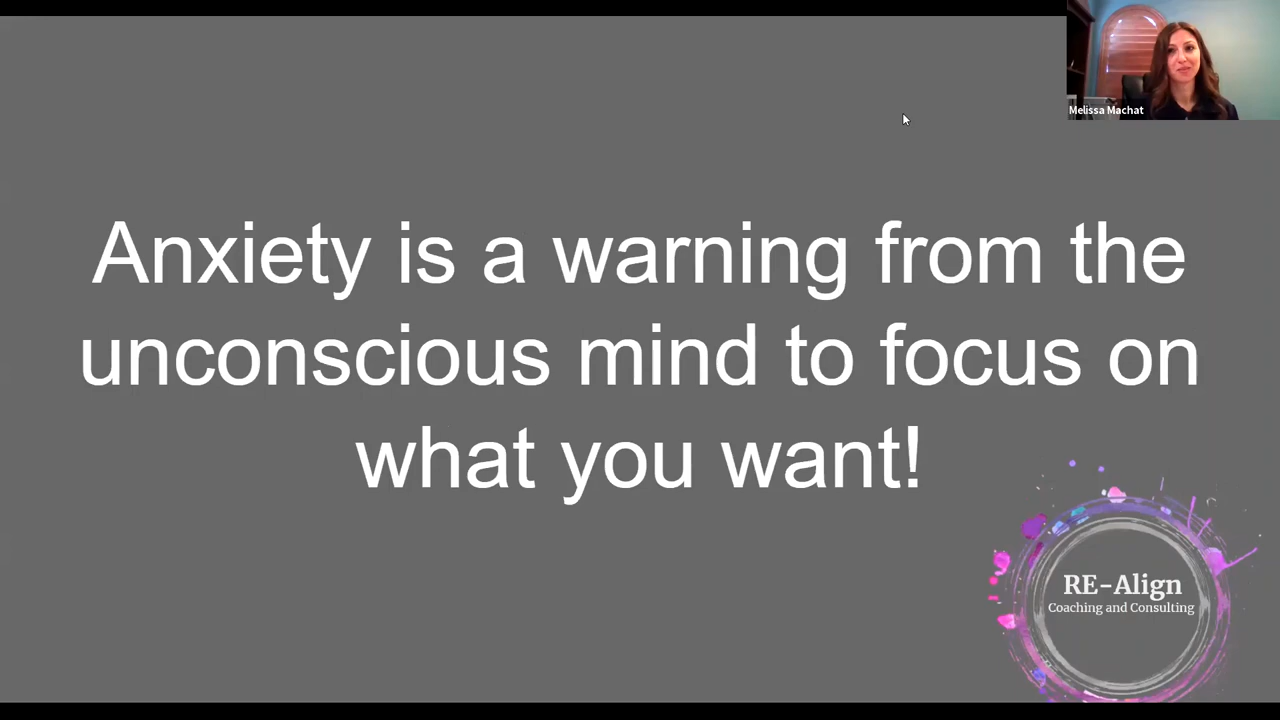 Melissa Machat
Anxiety is a warning from the
unconscious mind to focus on
what you want!
RE-Align
Coaching and Consulting